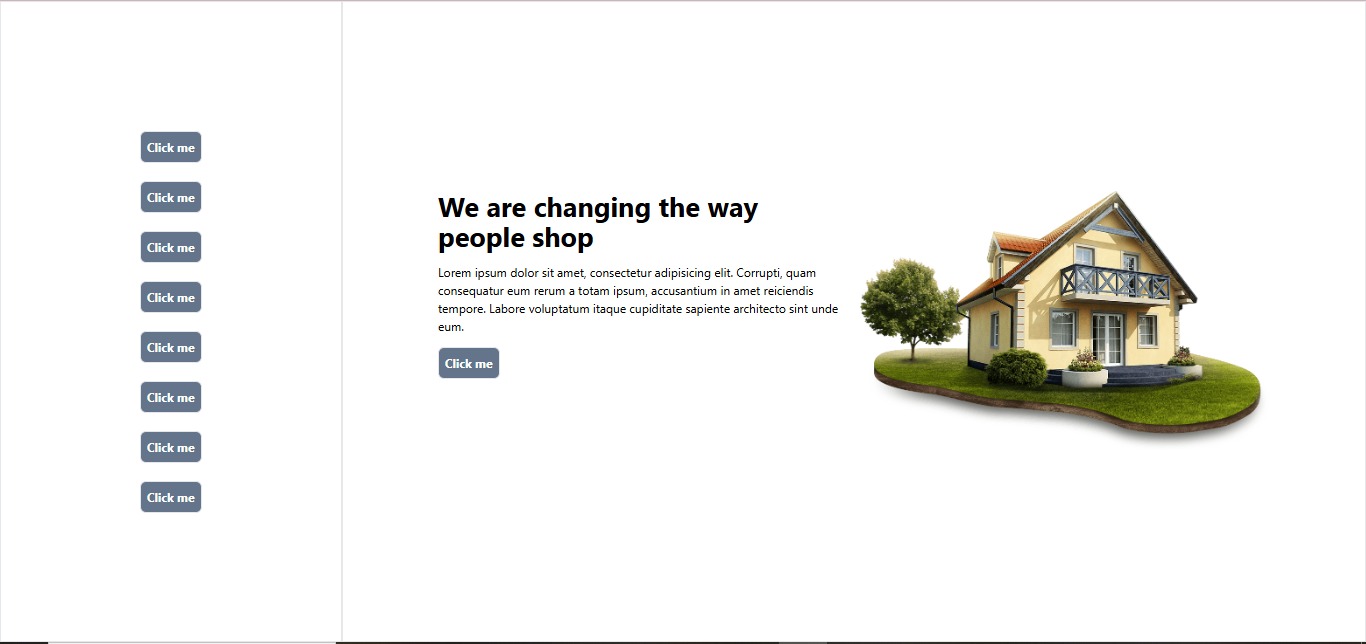 Click me
Click me
Click me
Click me
Click me
Click me
Click me
Click me
We are changing the way
people shop
Lorem ipsum dolor sit amet, consectetur adipisicing elit. Corrupti, quam
consequatur eum rerum a totam ipsum, accusantium in amet reiciendis
tempore. Labore voluptatum itaque cupiditate sapiente architecto sint unde
eum.
Click me